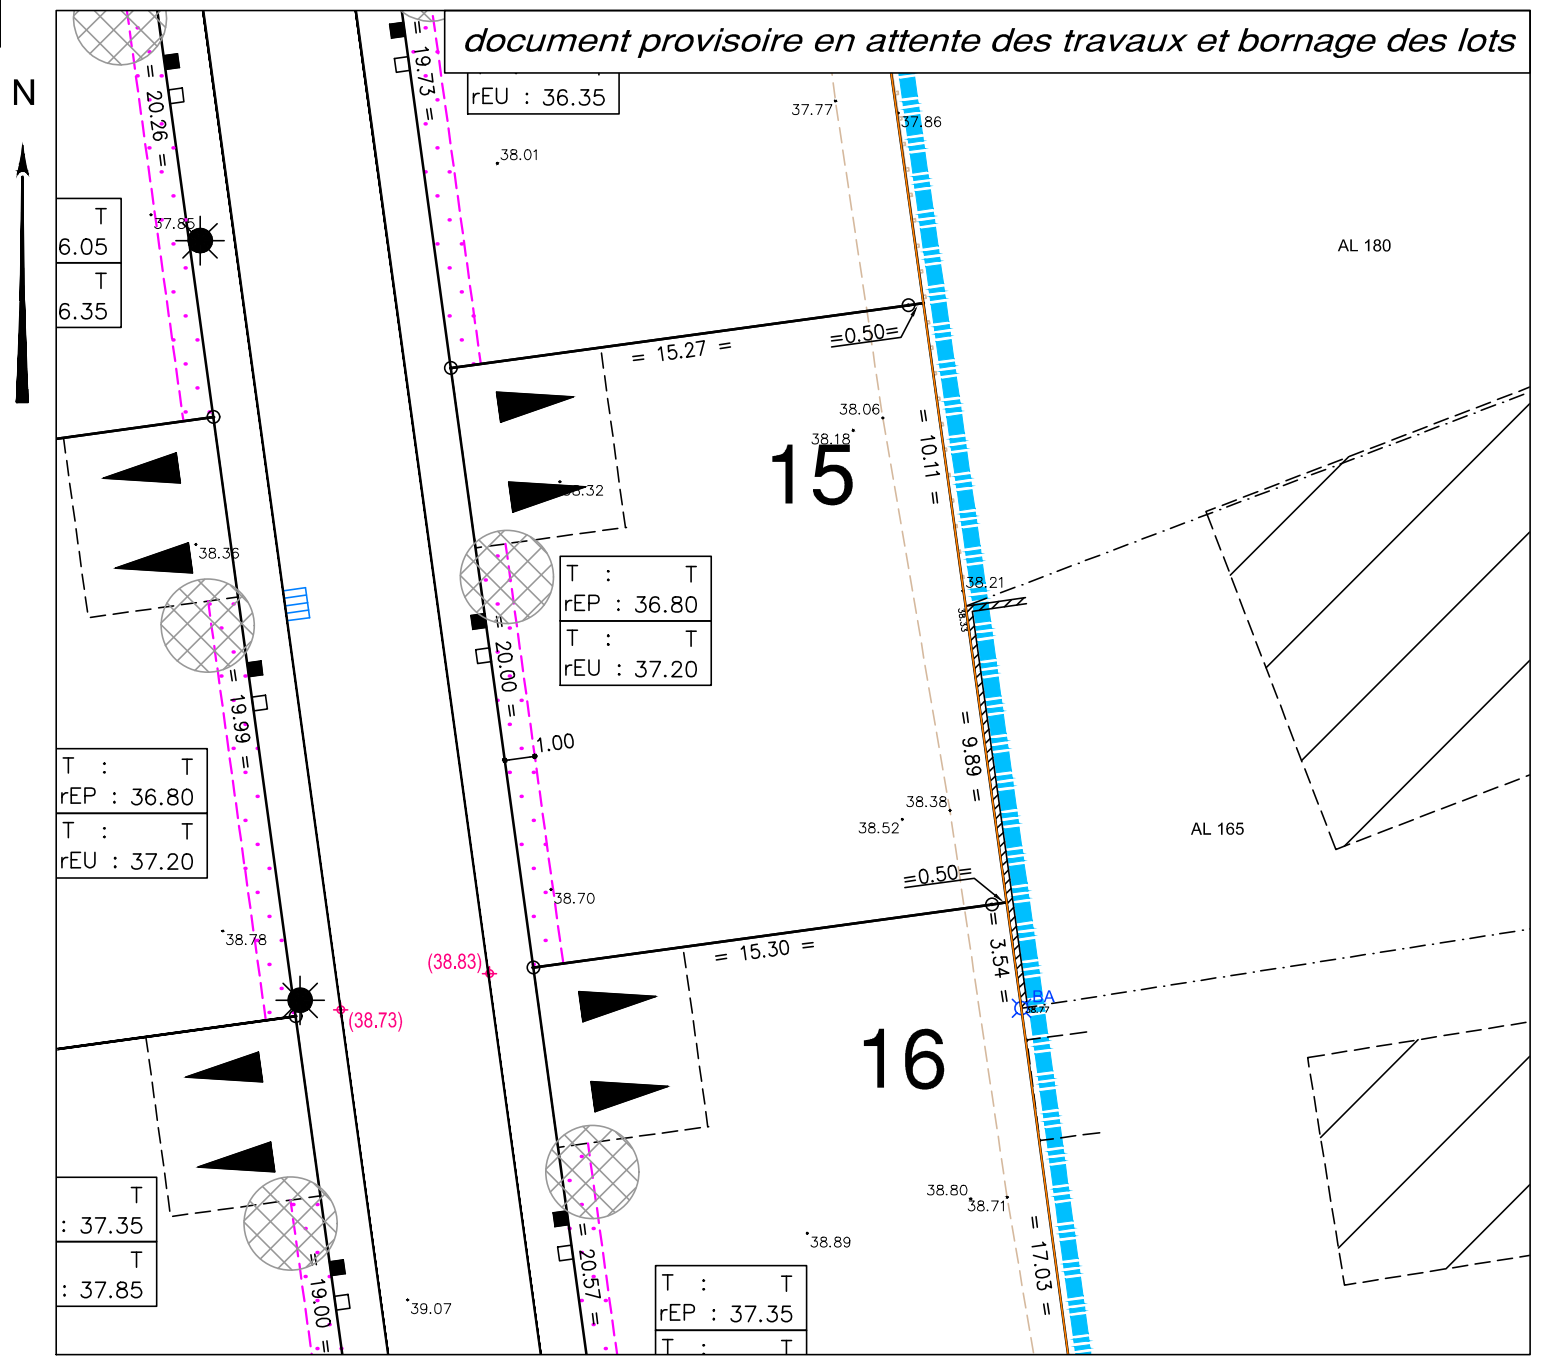 document provisoire en attente des travaux et bornage des lots
N
= 19.73 =
rEU : 36.35
37.77
37.86
= 20.26 =
38.01
T
6.05
T
6.35
37.85
AL 180
= 15.27 =
=0.50=
38.06
38.18
= 10.11 =
15
38.32
38.36
T : T
rEP : 36.80
T : T
rEU : 37.20
38.21
38.33
= 20.00 =
= 19.99 =
1.00
= 9.89 =
T : T
rEP : 36.80
T : T
rEU : 37.20
38.38
38.52
AL 165
=0.50=
38.70
38.78
= 15.30 =
= 3.54 =
(38.83)
(38.73)
BA
38.77
16
T
: 37.35
T
: 37.85
38.80
38.71
38.89
= 17.03 =
= 20.57 =
= 19.00 =
39.07
T : T
rEP : 37.35
T : T